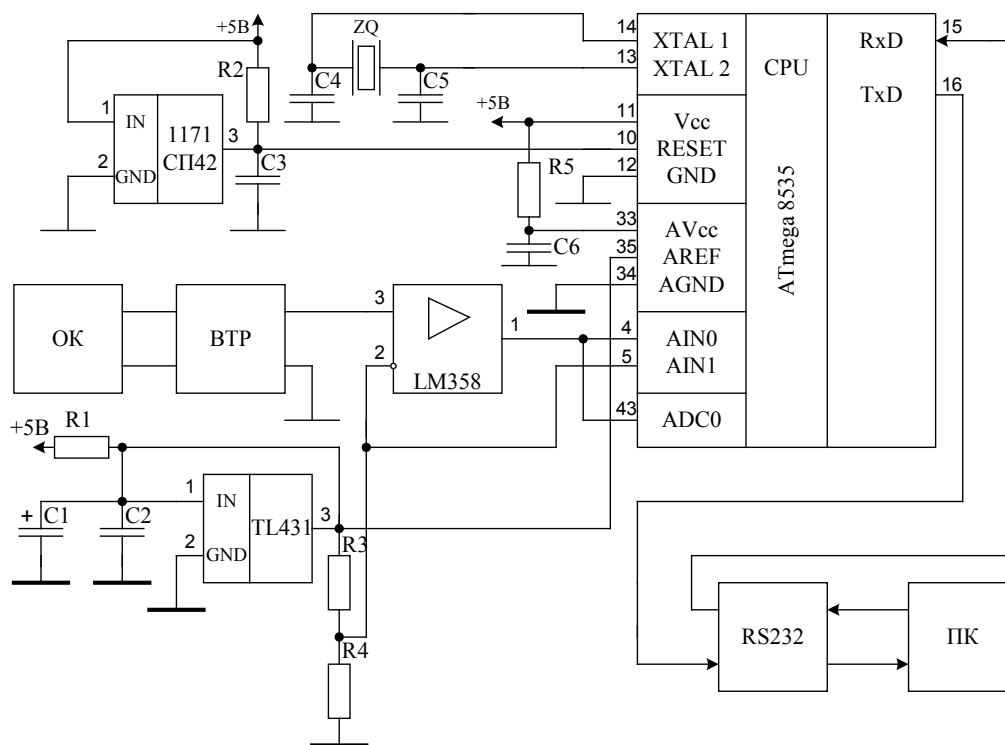 +5В
R2
1
IN
1171
СП42
3
2
GND
C3
ZQ
C4
C5
+5В
R5
C6
14
XTAL 1
13
XTAL 2
11
Vcc
10
RESET
12
GND
33
AVcc
35
AREF
34
AGND
4
AIN0
5
AIN1
43
ADC0
CPU
ATmega 8535
RxD
15
TxD
16
ОК
ВТР
3
2
1
LM358
+5В
R1
+
C1
C2
1
IN
TL431
3
2
GND
R3
R4
RS232
ПК